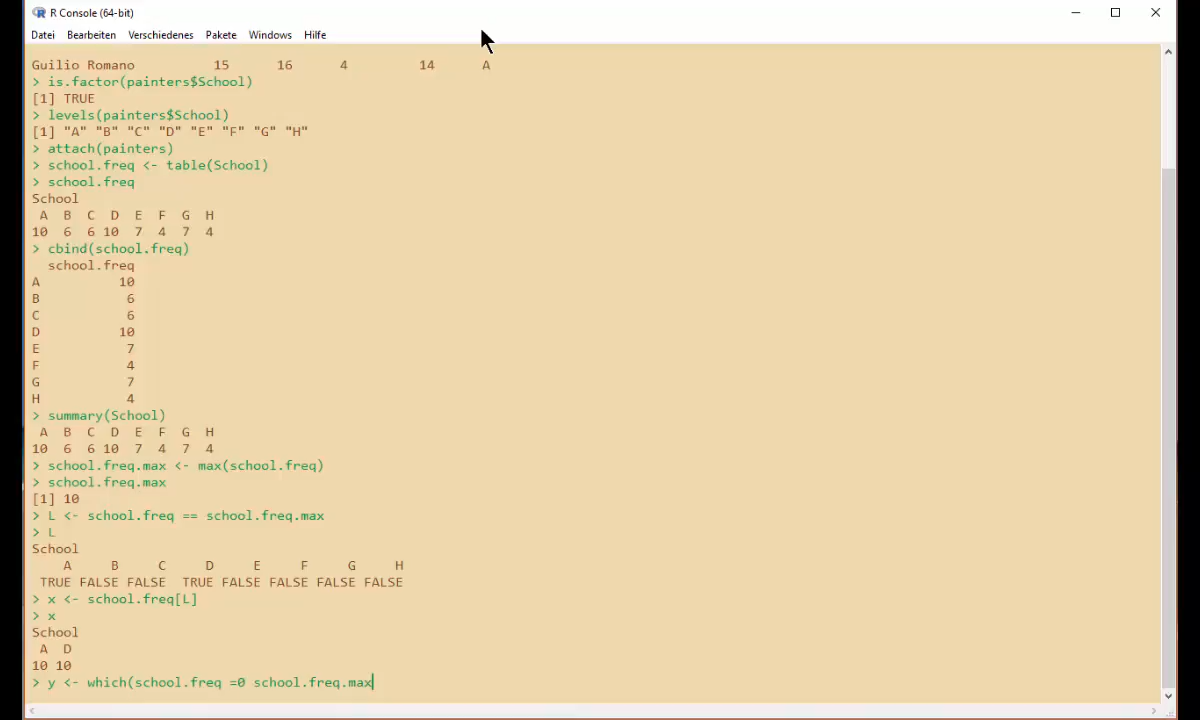 R Console (64-bit)
Datei Bearbeiten Verschiedenes Pakete Windows Hilfe
Guilio Romano 15 16 4 14 A
> is.factor(painters$School)
[1] TRUE
> levels(painters$School)
[1] "A" "B" "C" "D" "E" "F" "G" "H"
> attach(painters)
> school.freq <- table(School)
> school.freq
School
A B C D E F G H
10 6 6 10 7 4 7 4
> cbind(school.freq)
school.freq
A 10
B 6
C 6
D 10
E 7
F 4
G 7
H 4
> summary(School)
A B C D E F G H
10 6 6 10 7 4 7 4
> school.freq.max <- max(school.freq)
> school.freq.max
[1] 10
> L <- school.freq == school.freq.max
> L
School
A B C D E F G H
TRUE FALSE FALSE TRUE FALSE FALSE FALSE FALSE
> x <- school.freq[L]
> x
School
A D
10 10
> y <- which(school.freq =0 school.freq.max